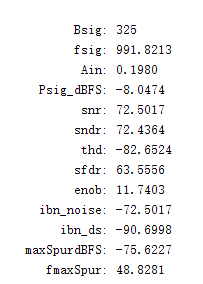 Bsig: 325
fsig: 991.8213
Ain: 0.1980
Psig_dBFS: -8.0474
snr: 72.5017
sndr: 72.4364
thd: -82.6524
sfdr: 63.5556
enob: 11.7403
ibn_noise: -72.5017
ibn_ds: -90.6998
maxSpurdBFS: -75.6227
fmaxSpur: 48.8281